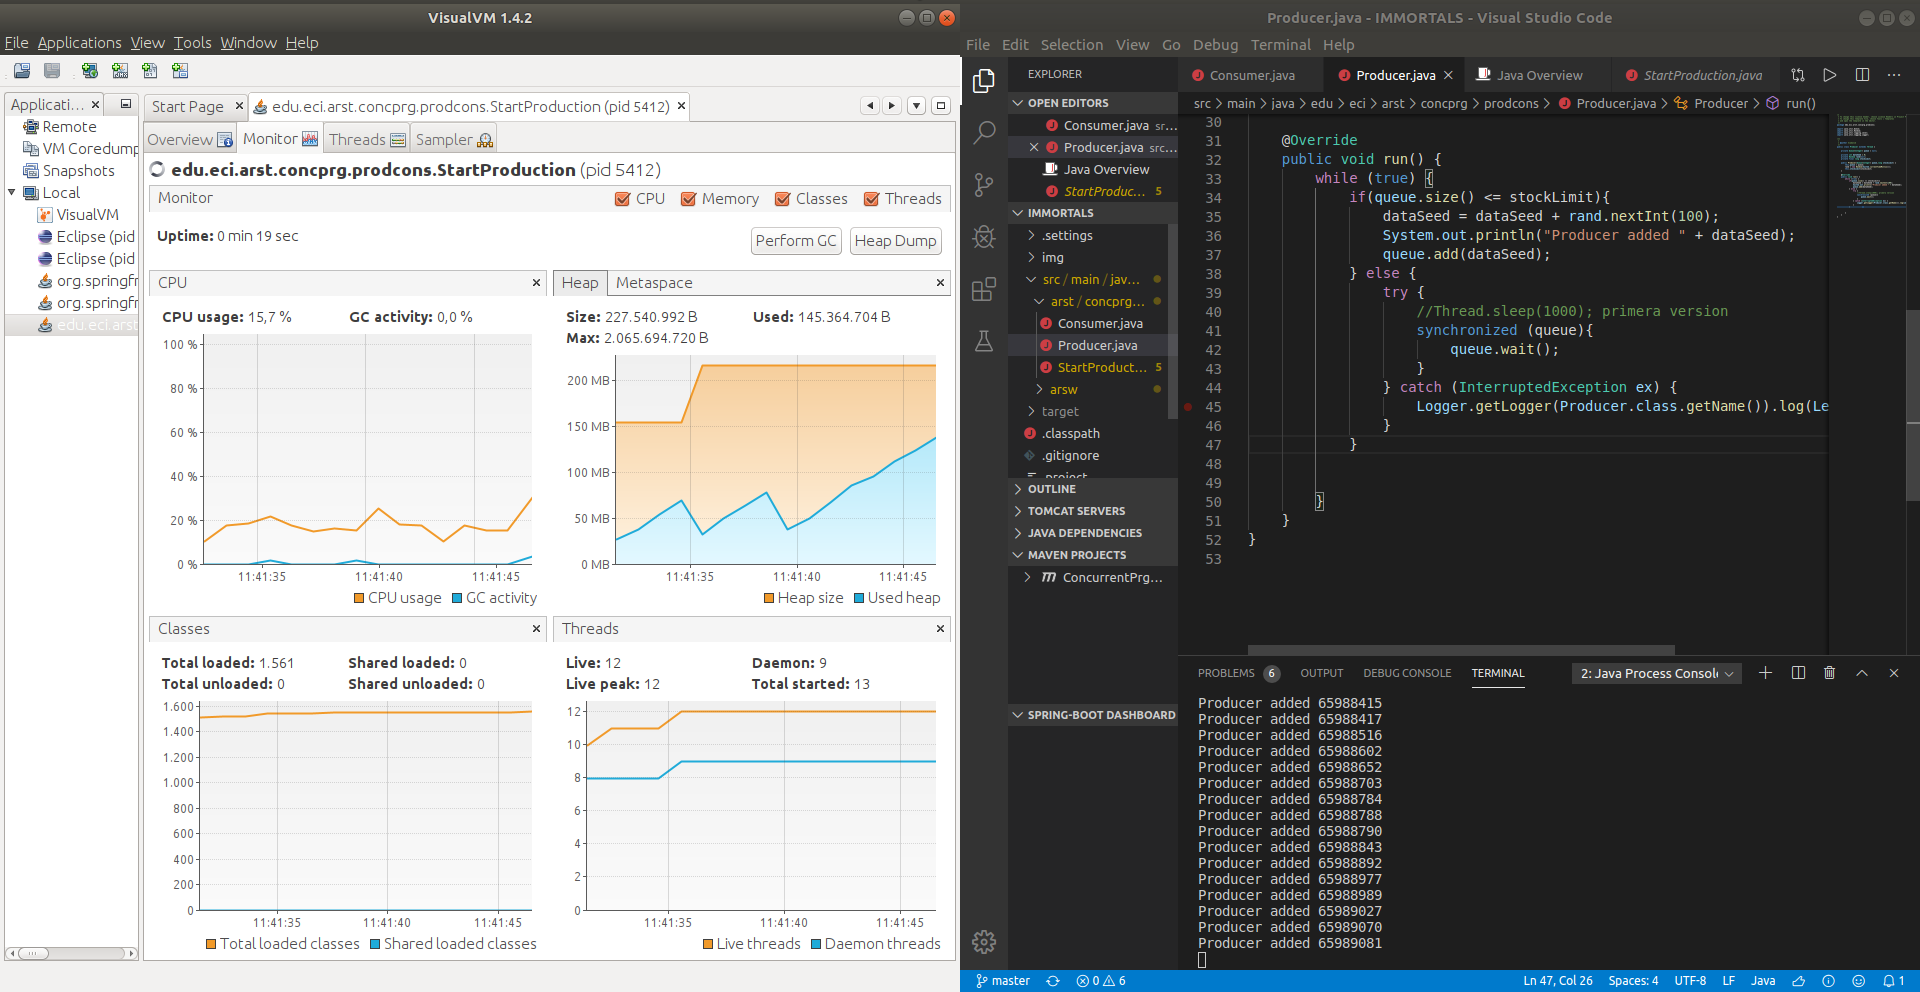 VisualVM 1.4.2
File Applications View Tools Window Help
Applicati... ×
Remote
VM Coredump
Snapshots
Local
VisualVM
Eclipse (pid
Eclipse (pid
org.springfr
org.springfr
edu.eci.arst
Start Page × edu.eci.arst.concprg.prodcons.StartProduction (pid 5412) ×
Overview Monitor Threads Sampler
edu.eci.arst.concprg.prodcons.StartProduction (pid 5412)
Monitor CPU Memory Classes Threads
Uptime: 0 min 19 sec
Perform GC Heap Dump
CPU ×
CPU usage: 15,7 % GC activity: 0,0 %
100 %
80 %
60 %
40 %
20 %
0 %
11:41:35 11:41:40 11:41:45
CPU usage GC activity
Heap Metaspace ×
Size: 227.540.992 B Used: 145.364.704 B
Max: 2.065.694.720 B
200 MB
150 MB
100 MB
50 MB
0 MB
11:41:35 11:41:40 11:41:45
Heap size Used heap
Classes ×
Total loaded: 1.561 Shared loaded: 0
Total unloaded: 0 Shared unloaded: 0
1.600
1.400
1.200
1.000
800
600
400
200
0
11:41:35 11:41:40 11:41:45
Total loaded classes Shared loaded classes
Threads ×
Live: 12 Daemon: 9
Live peak: 12 Total started: 13
12
10
8
6
4
2
0
11:41:35 11:41:40 11:41:45
Live threads Daemon threads
Producer.java - IMMORTALS - Visual Studio Code
File Edit Selection View Go Debug Terminal Help
EXPLORER
OPEN EDITORS
Consumer.java sr...
× Producer.java src...
Java Overview
StartProduc... 5
IMMORTALS
.settings
img
src / main / jav...
arst / concprg...
Consumer.java
Producer.java
StartProduct... 5
arsw
target
.classpath
.gitignore
.project
OUTLINE
TOMCAT SERVERS
JAVA DEPENDENCIES
MAVEN PROJECTS
ConcurrentPrg...
SPRING-BOOT DASHBOARD
Consumer.java Producer.java × Java Overview StartProduction.java
src > main > java > edu > eci > arst > concprg > prodcons > Producer.java > Producer > run()
30
31 @Override
32 public void run() {
33 while (true) {
34 if(queue.size() <= stockLimit){
35 dataSeed = dataSeed + rand.nextInt(100);
36 System.out.println("Producer added " + dataSeed);
37 queue.add(dataSeed);
38 } else {
39 try {
40 //Thread.sleep(1000); primera version
41 synchronized (queue){
42 queue.wait();
43 }
44 } catch (InterruptedException ex) {
45 Logger.getLogger(Producer.class.getName()).log(Le
46 }
47 }
48
49
50 }
51 }
52 }
53
PROBLEMS 6 OUTPUT DEBUG CONSOLE TERMINAL 2: Java Process Consol
Producer added 65988415
Producer added 65988417
Producer added 65988516
Producer added 65988602
Producer added 65988652
Producer added 65988703
Producer added 65988784
Producer added 65988788
Producer added 65988790
Producer added 65988843
Producer added 65988892
Producer added 65988977
Producer added 65988989
Producer added 65989027
Producer added 65989070
Producer added 65989081
master 0 6 Ln 47, Col 26 Spaces: 4 UTF-8 LF Java 1